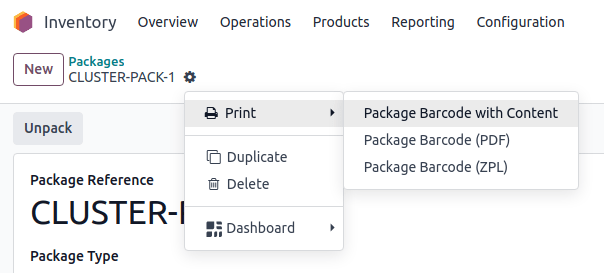 Inventory Overview Operations Products Reporting Configuration
New Packages
CLUSTER-PACK-1
Print Package Barcode with Content
Unpack
Package Barcode (PDF)
Duplicate
Package Barcode (ZPL)
Package Reference
Delete
CLUSTER-
Dashboard
Package Type